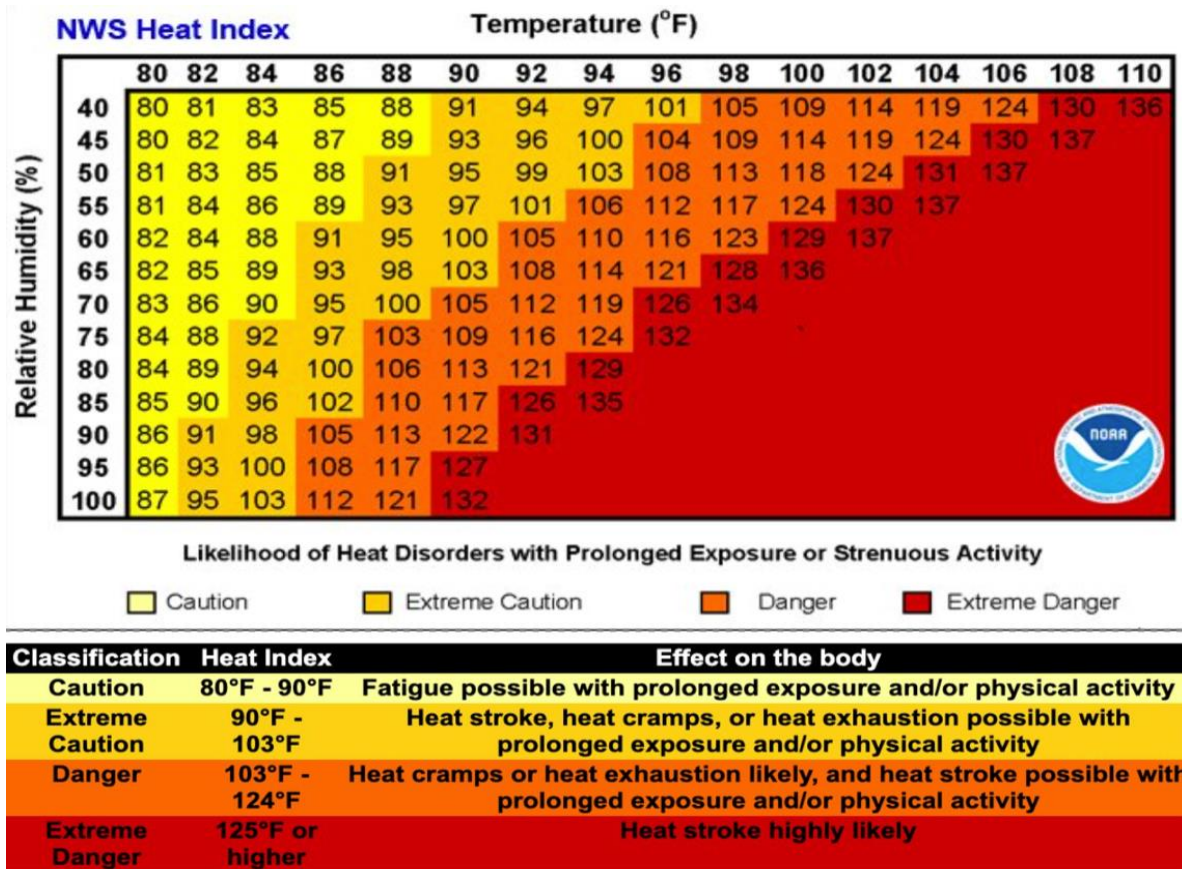 NWS Heat Index
Temperature (°F)
80 82 84 86 88 90 92 94 96 98 100 102 104 106 108 110
Relative Humidity (%)
40 80 81 83 85 88 91 94 97 101 105 109 114 119 124 130 136
45 80 82 84 87 89 93 96 100 104 109 114 119 124 130 137
50 81 83 85 88 91 95 99 103 108 113 118 124 131 137
55 81 84 86 89 93 97 101 106 112 117 124 130 137
60 82 84 88 91 95 100 105 110 116 123 129 137
65 82 85 89 93 98 103 108 114 121 128 136
70 83 86 90 95 100 105 112 119 126 134
75 84 88 92 97 103 109 116 124 132
80 84 89 94 100 106 113 121 129
85 85 90 96 102 110 117 126 135
90 86 91 98 105 113 122 131
95 86 93 100 108 117 127
100 87 95 103 112 121 132
NOAA
Likelihood of Heat Disorders with Prolonged Exposure or Strenuous Activity
Caution Extreme Caution Danger Extreme Danger
Classification Heat Index Effect on the body
Caution 80°F - 90°F Fatigue possible with prolonged exposure and/or physical activity
Extreme 90°F - Heat stroke, heat cramps, or heat exhaustion possible with
Caution 103°F prolonged exposure and/or physical activity
Danger 103°F - Heat cramps or heat exhaustion likely, and heat stroke possible with
124°F prolonged exposure and/or physical activity
Extreme 125°F or Heat stroke highly likely
Danger higher